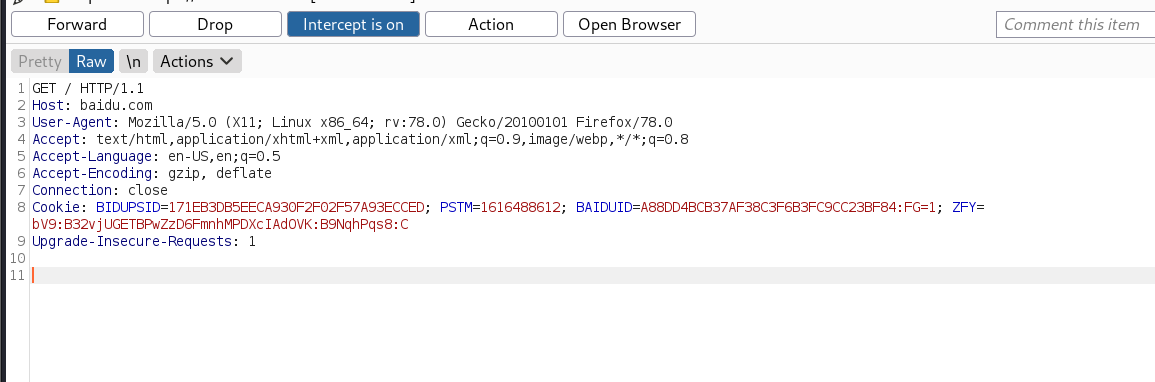 Forward Drop Intercept is on Action Open Browser Comment this item
Pretty Raw \n Actions
1 GET / HTTP/1.1
2 Host: baidu.com
3 User-Agent: Mozilla/5.0 (X11; Linux x86_64; rv:78.0) Gecko/20100101 Firefox/78.0
4 Accept: text/html,application/xhtml+xml,application/xml;q=0.9,image/webp,*/*;q=0.8
5 Accept-Language: en-US,en;q=0.5
6 Accept-Encoding: gzip, deflate
7 Connection: close
8 Cookie: BIDUPSID=171EB3DB5EECA930F2F02F57A93ECCED; PSTM=1616488612; BAIDUID=A88DD4BCB37AF38C3F6B3FC9CC23BF84:FG=1; ZFY=
bV9:B32vjUGETBPwZzD6FmnhMPDXcIAdOVK:B9NqhPqs8:C
9 Upgrade-Insecure-Requests: 1
10
11